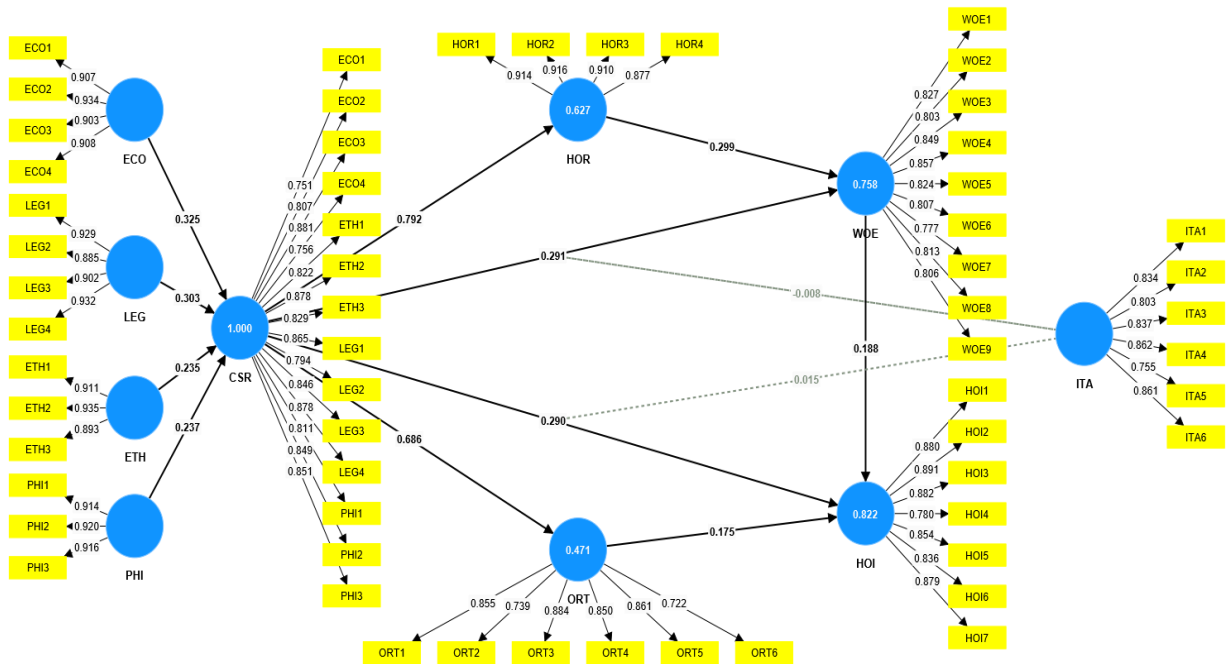 ECO1
ECO2
ECO3
ECO4
0.907
0.934
0.903
0.908
ECO
LEG1
LEG2
LEG3
LEG4
0.929
0.885
0.902
0.932
LEG
ETH1
ETH2
ETH3
0.911
0.935
0.893
ETH
PHI1
PHI2
PHI3
0.914
0.920
0.916
PHI
0.325
0.303
0.235
0.237
1.000
CSR
ECO1
ECO2
ECO3
ECO4
ETH1
ETH2
ETH3
LEG1
LEG2
LEG3
LEG4
PHI1
PHI2
PHI3
0.751
0.807
0.881
0.756
0.822
0.878
0.829
0.865
0.794
0.846
0.878
0.811
0.849
0.851
0.792
0.291
0.290
0.686
HOR1
HOR2
HOR3
HOR4
0.914
0.916
0.910
0.877
0.627
HOR
0.299
0.471
ORT
0.855
0.739
0.884
0.850
0.861
0.722
ORT1
ORT2
ORT3
ORT4
ORT5
ORT6
0.175
-0.008
0.015
0.758
WOE
0.188
WOE1
WOE2
WOE3
WOE4
WOE5
WOE6
WOE7
WOE8
WOE9
0.827
0.803
0.849
0.857
0.824
0.807
0.777
0.813
0.806
0.822
HOI
HOI1
HOI2
HOI3
HOI4
HOI5
HOI6
HOI7
0.880
0.891
0.882
0.780
0.854
0.836
0.879
ITA
0.834
0.803
0.837
0.862
0.755
0.861
ITA1
ITA2
ITA3
ITA4
ITA5
ITA6